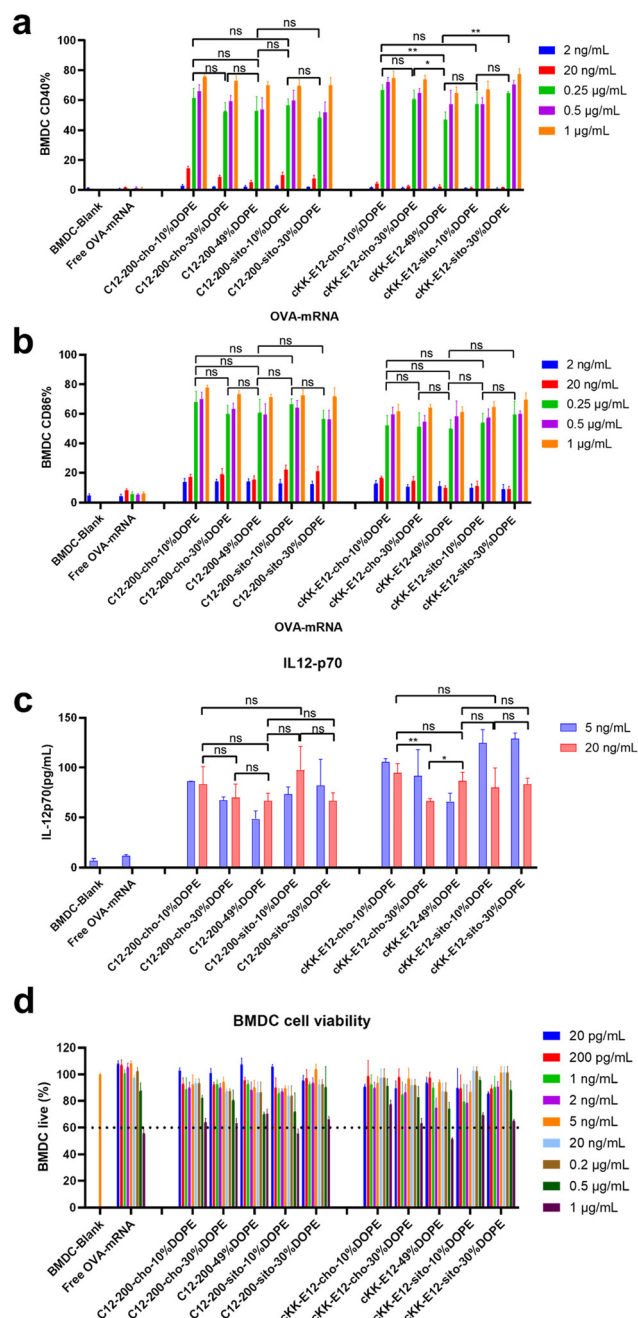 a
BMDC CD40%
100
80
60
40
20
0
ns
ns
ns
ns
ns
ns
ns
**
ns
**
ns
*
ns
ns
2 ng/mL
20 ng/mL
0.25 μg/mL
0.5 μg/mL
1 μg/mL
BMDC-Blank
Free OVA-mRNA
C12-200-cho-10%DOPE
C12-200-cho-30%DOPE
C12-200-49%DOPE
C12-200-sito-10%DOPE
C12-200-sito-30%DOPE
cKK-E12-cho-10%DOPE
cKK-E12-cho-30%DOPE
cKK-E12-49%DOPE
cKK-E12-sito-10%DOPE
cKK-E12-sito-30%DOPE
OVA-mRNA
b
BMDC CD86%
100
80
60
40
20
0
ns
ns
ns
ns
ns
ns
ns
ns
ns
ns
ns
ns
ns
ns
2 ng/mL
20 ng/mL
0.25 μg/mL
0.5 μg/mL
1 μg/mL
BMDC-Blank
Free OVA-mRNA
C12-200-cho-10%DOPE
C12-200-cho-30%DOPE
C12-200-49%DOPE
C12-200-sito-10%DOPE
C12-200-sito-30%DOPE
cKK-E12-cho-10%DOPE
cKK-E12-cho-30%DOPE
cKK-E12-49%DOPE
cKK-E12-sito-10%DOPE
cKK-E12-sito-30%DOPE
OVA-mRNA
IL12-p70
c
IL-12p70(pg/mL)
150
100
50
0
ns
ns
ns
ns
ns
ns
ns
ns
ns
ns
**
*
ns
ns
5 ng/mL
20 ng/mL
BMDC-Blank
Free OVA-mRNA
C12-200-cho-10%DOPE
C12-200-cho-30%DOPE
C12-200-49%DOPE
C12-200-sito-10%DOPE
C12-200-sito-30%DOPE
cKK-E12-cho-10%DOPE
cKK-E12-cho-30%DOPE
cKK-E12-49%DOPE
cKK-E12-sito-10%DOPE
cKK-E12-sito-30%DOPE
d
BMDC cell viability
BMDC live (%)
120
100
80
60
40
20
0
20 pg/mL
200 pg/mL
1 ng/mL
2 ng/mL
5 ng/mL
20 ng/mL
0.2 μg/mL
0.5 μg/mL
1 μg/mL
BMDC-Blank
Free OVA-mRNA
C12-200-cho-10%DOPE
C12-200-cho-30%DOPE
C12-200-49%DOPE
C12-200-sito-10%DOPE
C12-200-sito-30%DOPE
cKK-E12-cho-10%DOPE
cKK-E12-cho-30%DOPE
cKK-E12-49%DOPE
cKK-E12-sito-10%DOPE
cKK-E12-sito-30%DOPE